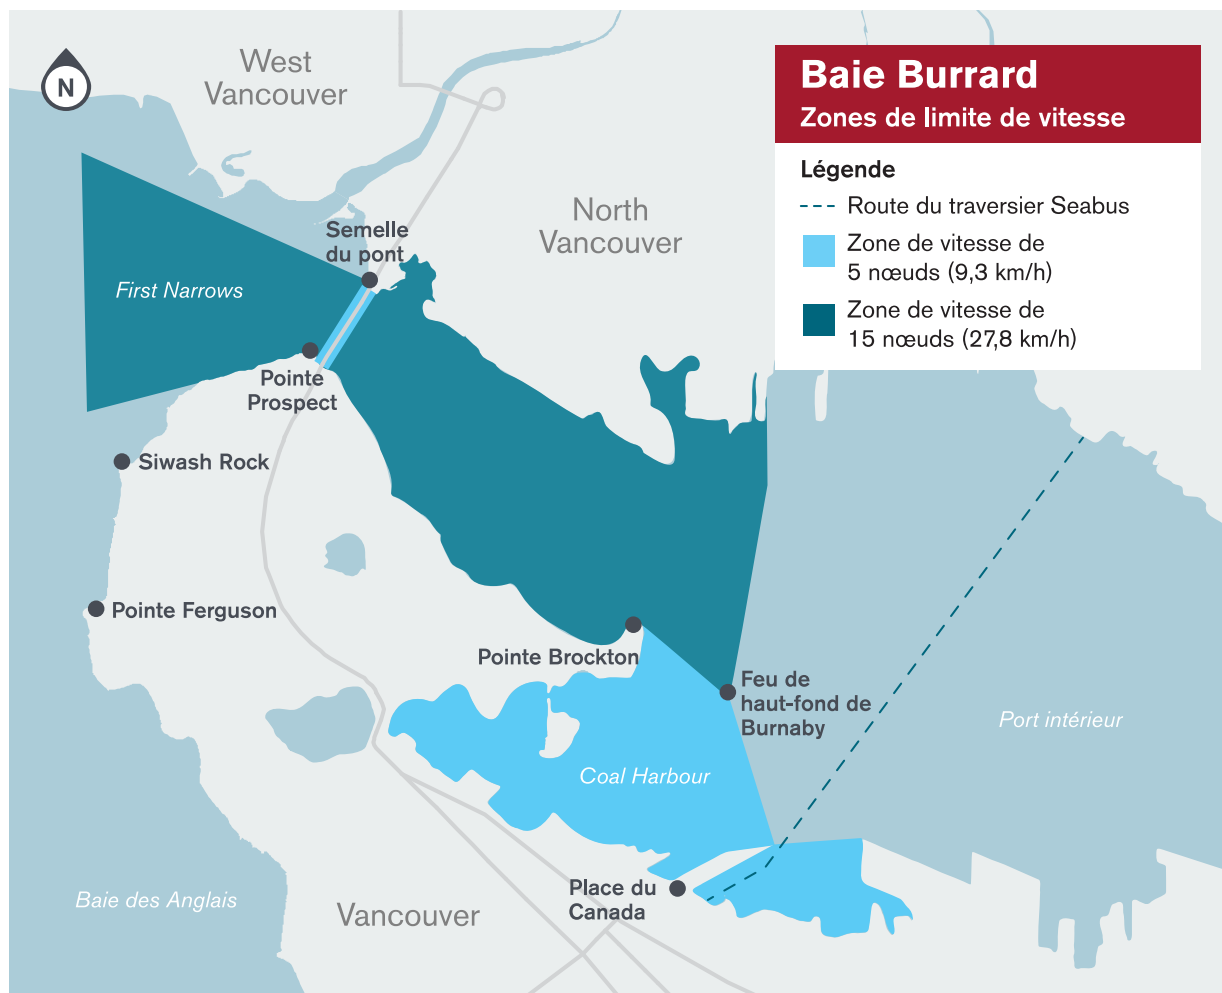 N
West
Vancouver
Baie Burrard
Zones de limite de vitesse
Légende
Route du traversier Seabus
Zone de vitesse de
5 nœuds (9,3 km/h)
Zone de vitesse de
15 nœuds (27,8 km/h)
North
Vancouver
Semelle
du pont
First Narrows
Pointe
Prospect
Siwash Rock
Pointe Ferguson
Pointe Brockton
Feu de
haut-fond de
Burnaby
Port intérieur
Coal Harbour
Place du
Canada
Baie des Anglais
Vancouver